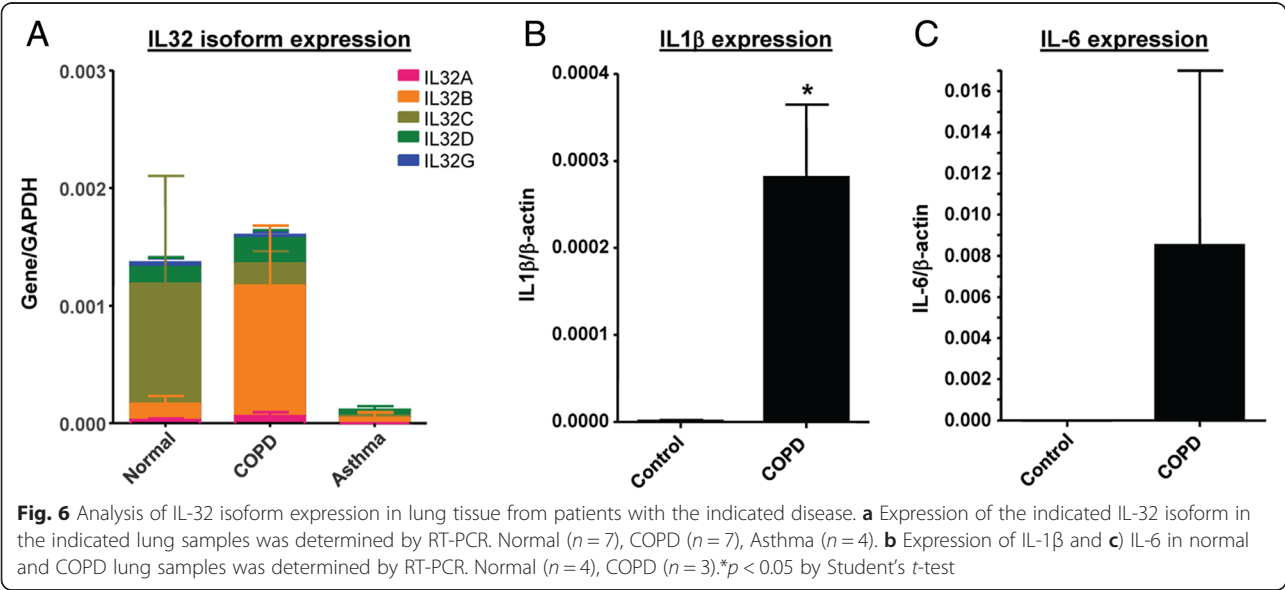 A
IL32 isoform expression
Gene/GAPDH
0.003
0.002
0.001
0.000
IL32A
IL32B
IL32C
IL32D
IL32G
Normal
COPD
Asthma
B
IL1β expression
IL1β/β-actin
0.0004
0.0003
0.0002
0.0001
0.0000
*
Control
COPD
C
IL-6 expression
IL-6/β-actin
0.016
0.014
0.012
0.010
0.008
0.006
0.004
0.002
0.000
Control
COPD
Fig. 6 Analysis of IL-32 isoform expression in lung tissue from patients with the indicated disease. a Expression of the indicated IL-32 isoform in
the indicated lung samples was determined by RT-PCR. Normal (n = 7), COPD (n = 7), Asthma (n = 4). b Expression of IL-1β and c) IL-6 in normal
and COPD lung samples was determined by RT-PCR. Normal (n = 4), COPD (n = 3).*p < 0.05 by Student's t-test